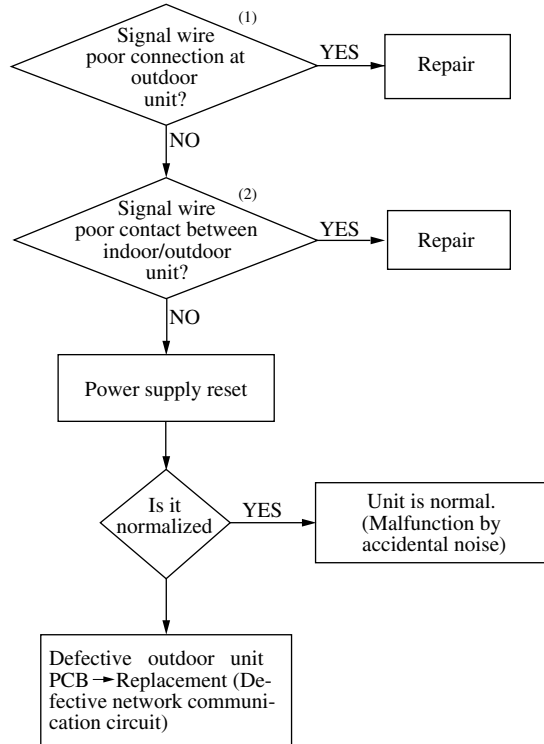 (1)
Signal wire
poor connection at
outdoor
unit?
YES
Repair
NO
(2)
Signal wire
poor contact between
indoor/outdoor
unit?
YES
Repair
NO
Power supply reset
Is it
normalized
YES
Unit is normal.
(Malfunction by
accidental noise)
Defective outdoor unit
PCB → Replacement (De-
fective network communi-
cation circuit)